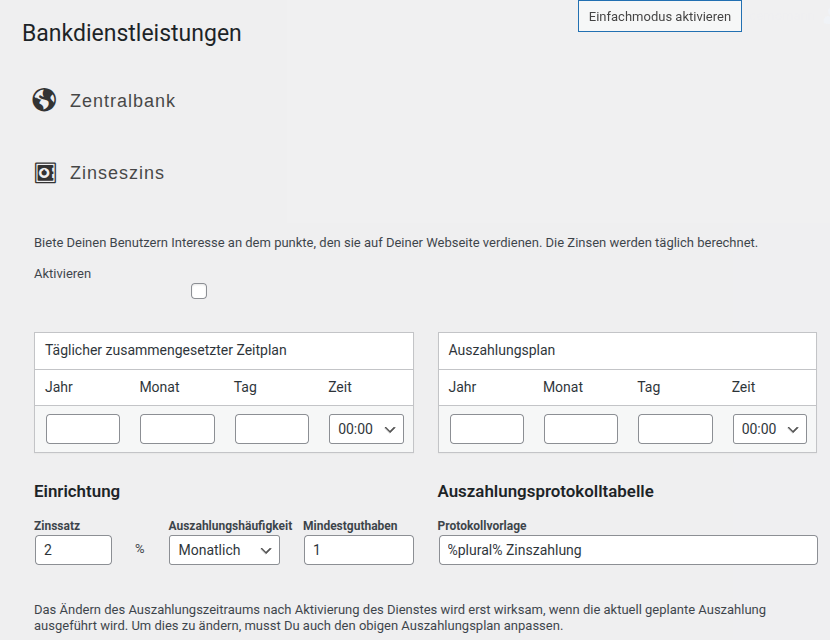 Einfachmodus aktivieren
Bankdienstleistungen
Zentralbank
Zinseszins
Biete Deinen Benutzern Interesse an dem punkte, den sie auf Deiner Webseite verdienen. Die Zinsen werden täglich berechnet.
Aktivieren
Täglicher zusammengesetzter Zeitplan
Jahr Monat Tag Zeit
00:00
Auszahlungsplan
Jahr Monat Tag Zeit
00:00
Einrichtung
Zinssatz Auszahlungshäufigkeit Mindestguthaben
2 % Monatlich 1
Auszahlungsprotokolltabelle
Protokollvorlage
%plural% Zinszahlung
Das Ändern des Auszahlungszeitraums nach Aktivierung des Dienstes wird erst wirksam, wenn die aktuell geplante Auszahlung
ausgeführt wird. Um dies zu ändern, musst Du auch den obigen Auszahlungsplan anpassen.